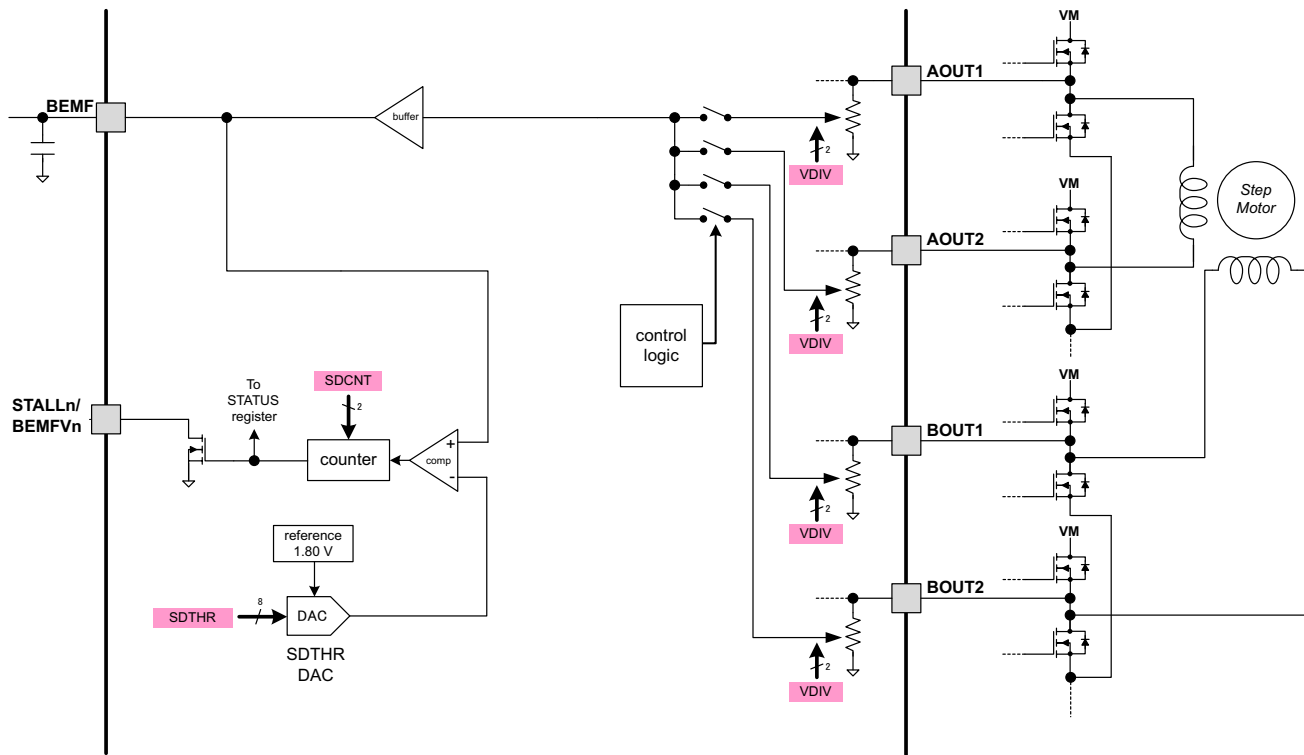 VM
AOUT1
BEMF
buffer
2
VDIV
VM
Step
Motor
AOUT2
2
VDIV
control
logic
VM
SDCNT
To
STATUS
register
2
STALLn/
BEMFVn
BOUT1
+
comp
-
counter
2
VDIV
reference
1.80 V
VM
BOUT2
8
SDTHR
DAC
SDTHR
DAC
2
VDIV